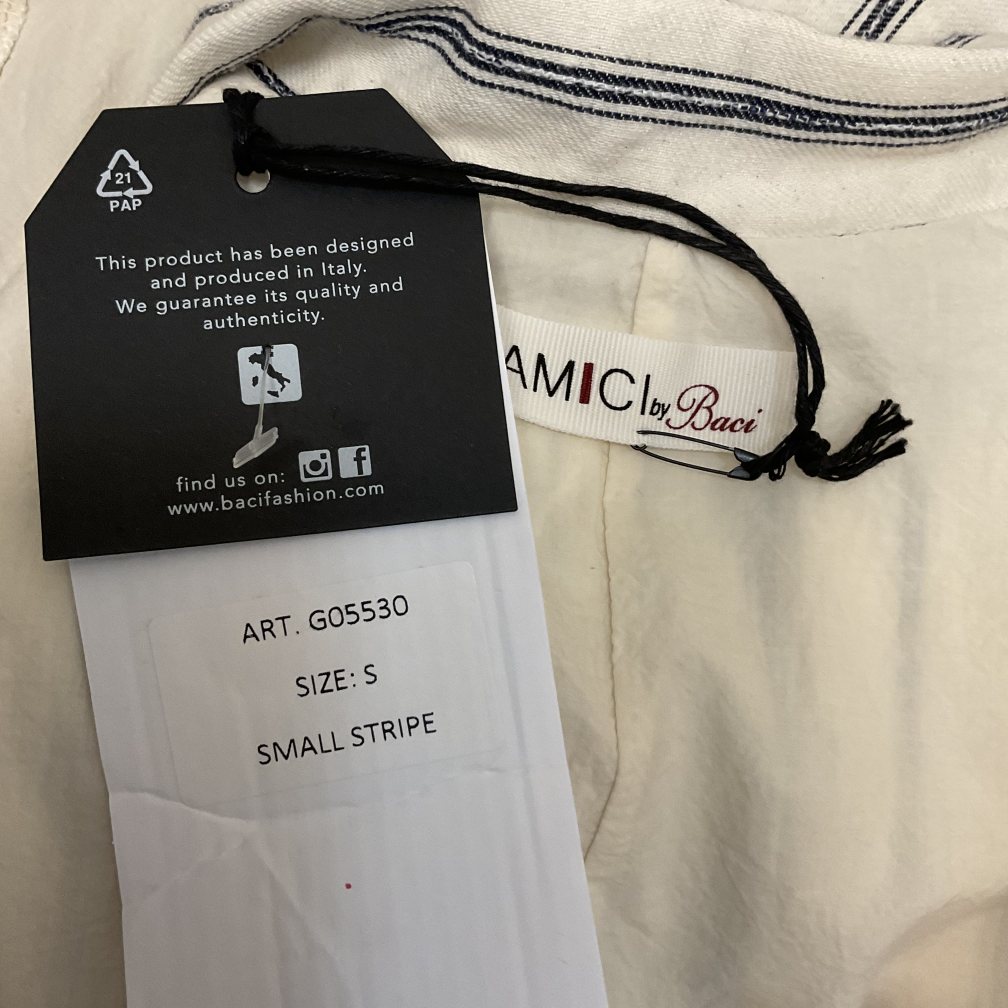 21
PAP
This product has been designed
and produced in Italy.
We guarantee its quality and
authenticity.
find us on:
www.bacifashion.com
AMICI by Baci
ART. G05530
SIZE: S
SMALL STRIPE